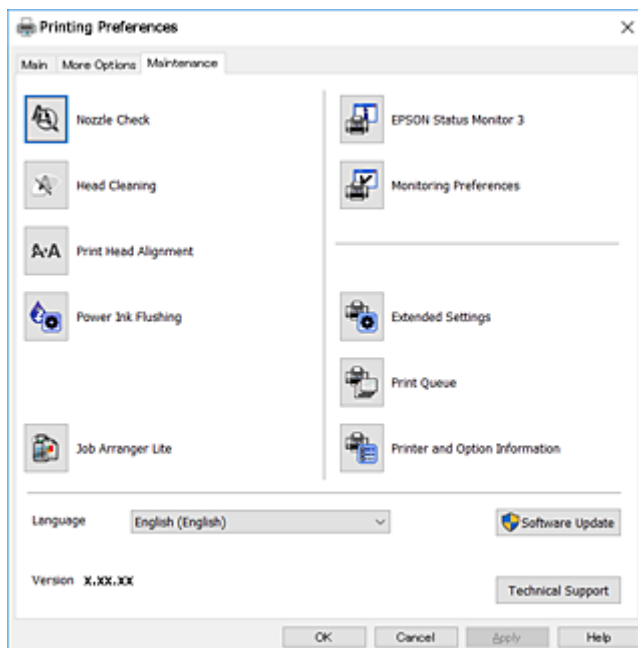 Printing Preferences
Main More Options Maintenance
Nozzle Check
EPSON Status Monitor 3
Head Cleaning
Monitoring Preferences
A·A
Print Head Alignment
Power Ink Flushing
Extended Settings
Print Queue
Job Arranger Lite
Printer and Option Information
Language
English (English)
Software Update
Version X.XX.XX
Technical Support
OK
Cancel
Apply
Help